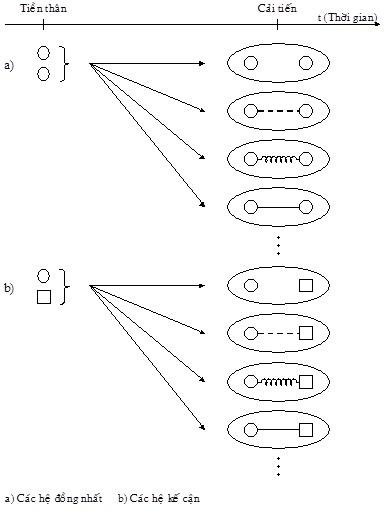 Tiền thân Cải tiến
t (Thời gian)
a)
b)
a) Các hệ đồng nhất b) Các hệ kế cận